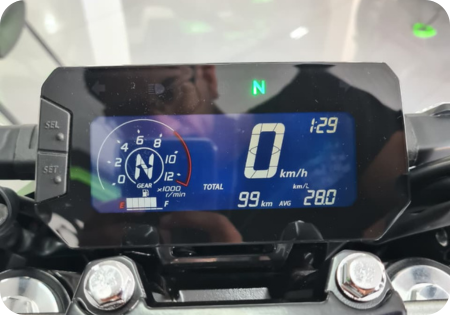 N
SEL
SET
1:29
6 8
4 10
2 12
0
N
GEAR
x1000
r/min
E F
TOTAL
0 km/h
99 km
AVG
km/L
28.0